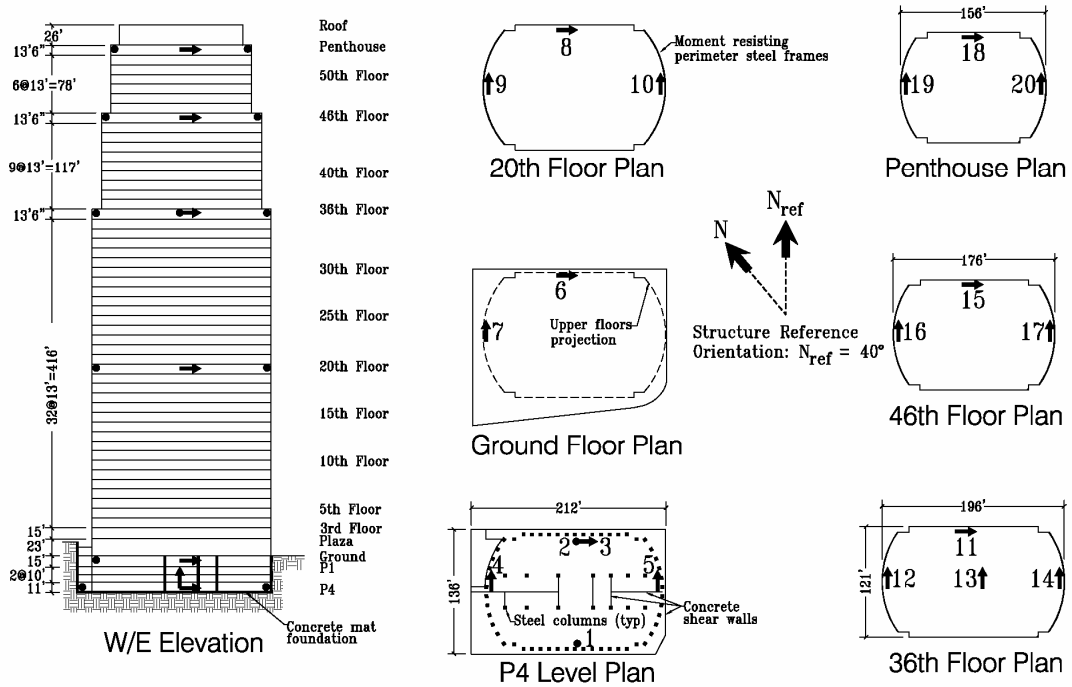 Roof
26'
Penthouse
13'6"
50th Floor
6@13'=78'
46th Floor
13'6"
40th Floor
9@13'=117'
36th Floor
13'6"
30th Floor
25th Floor
20th Floor
32@13'=416'
15th Floor
10th Floor
5th Floor
3rd Floor
15'
Plaza
23'
Ground
15'
P1
2@10'
P4
11'
Concrete mat
foundation
W/E Elevation
8
9
10
Moment resisting
perimeter steel frames
20th Floor Plan
6
7
Upper floors
projection
Ground Floor Plan
212'
136'
2
3
4
5
1
Steel columns (typ)
Concrete
shear walls
P4 Level Plan
N
Nref
Structure Reference
Orientation: Nref = 40°
156'
18
19
20
Penthouse Plan
176'
15
16
17
46th Floor Plan
196'
121'
11
12
13
14
36th Floor Plan